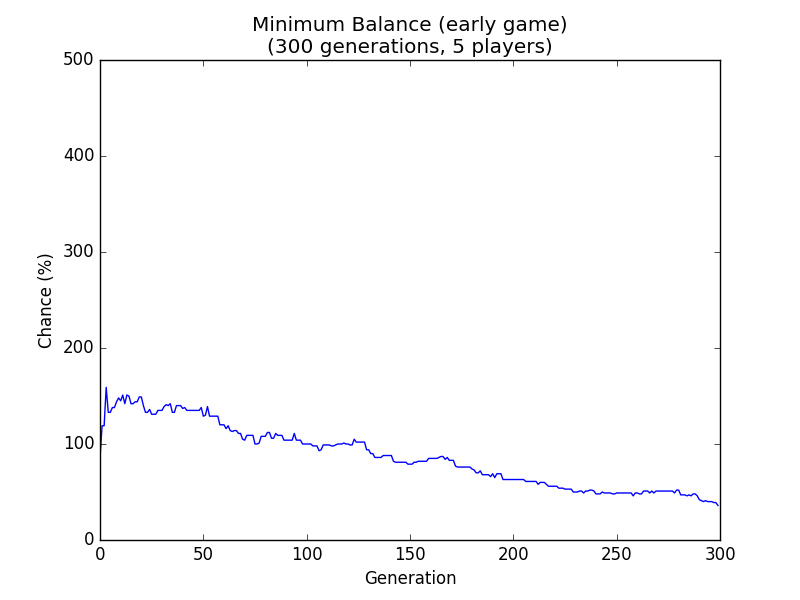 Minimum Balance (early game)
(300 generations, 5 players)
500
400
300
200
100
0
Chance (%)
0 50 100 150 200 250 300
Generation